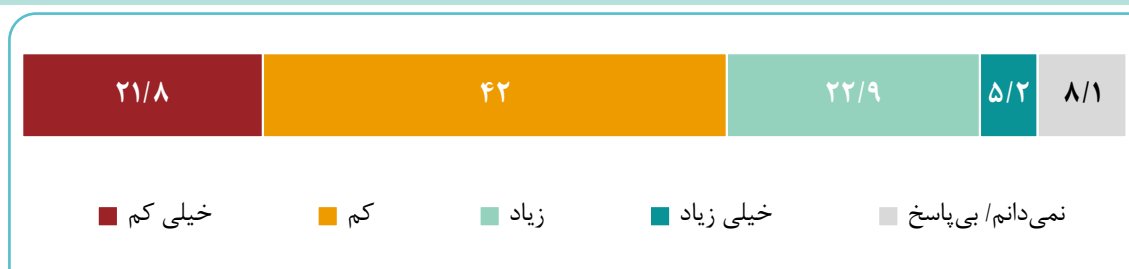 ۸/۱ ۵/۲ ۲۲/۹ ۴۲ ۲۱/۸
نمی‌دانم/ بی‌پاسخ خیلی زیاد زیاد کم خیلی کم